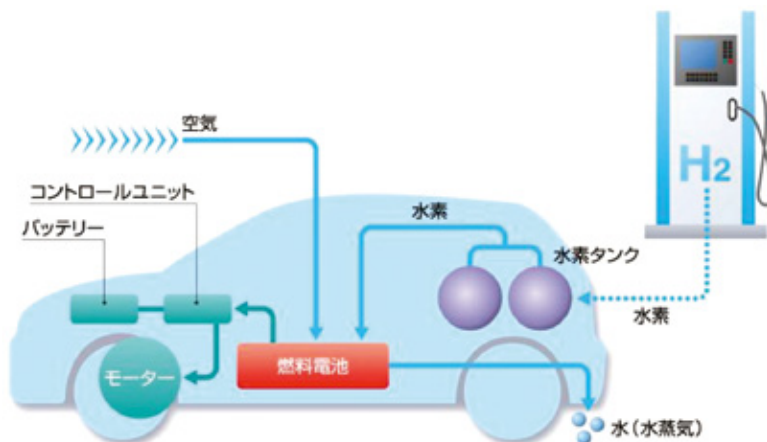 空気
H2
コントロールユニット
バッテリー
水素
水素タンク
水素
燃料電池
モーター
水(水蒸気)